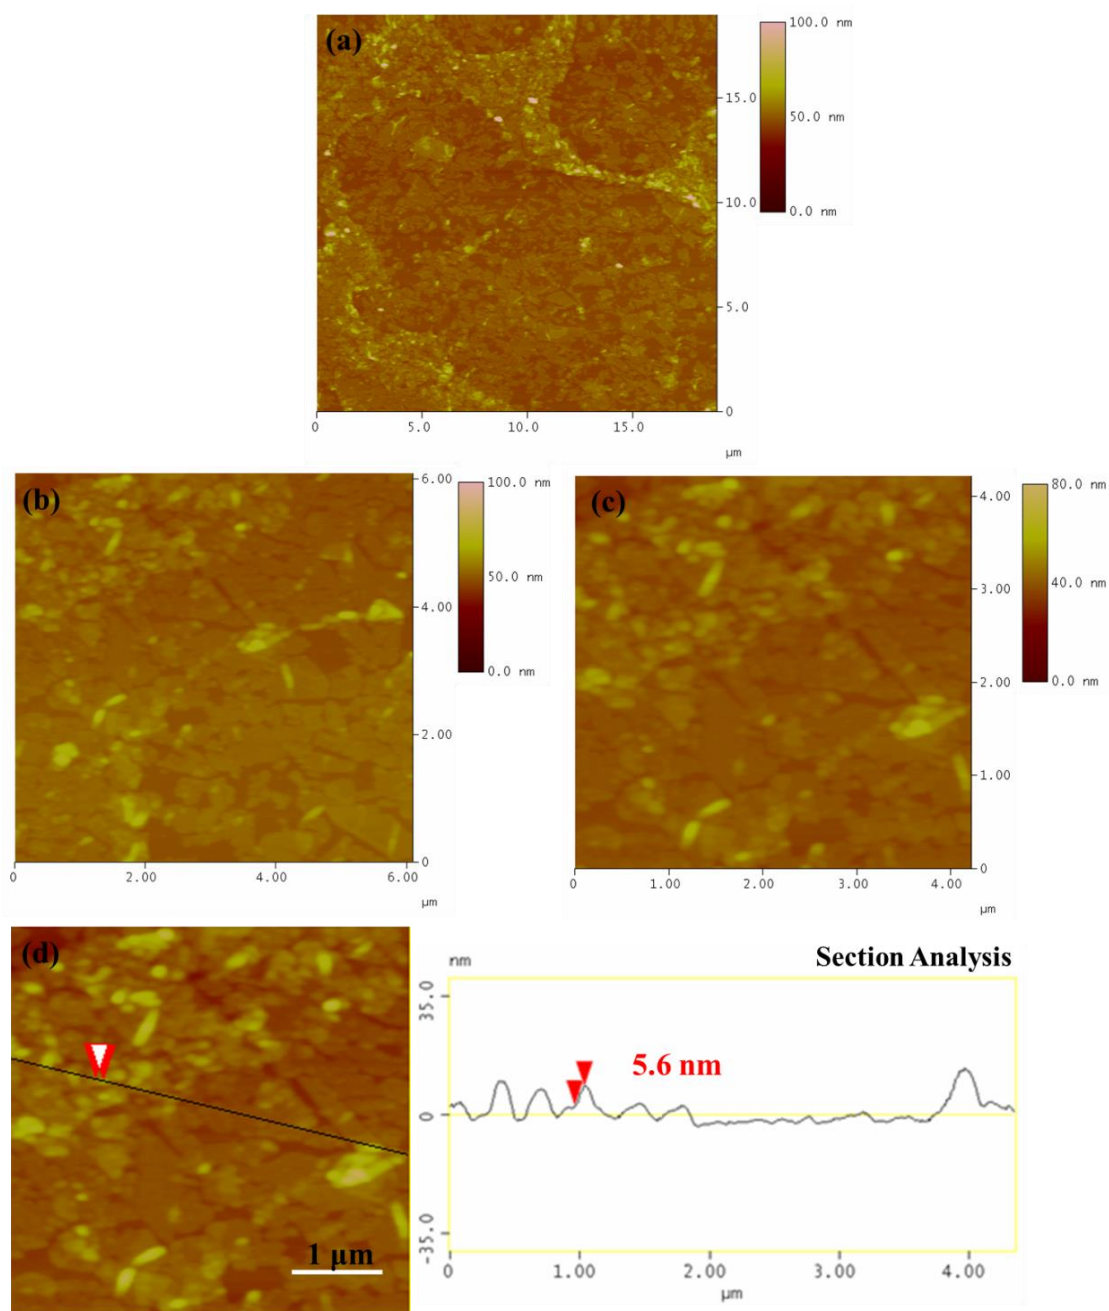 (a)
100.0 nm
50.0 nm
0.0 nm
15.0
10.0
5.0
0
0 5.0 10.0 15.0
µm
(b)
6.00
4.00
2.00
0
100.0 nm
50.0 nm
0.0 nm
0 2.00 4.00 6.00
µm
(c)
4.00
3.00
2.00
1.00
0
80.0 nm
40.0 nm
0.0 nm
0 1.00 2.00 3.00 4.00
µm
(d)
1 µm
nm
Section Analysis
35.0
0
-35.0
5.6 nm
0 1.00 2.00 3.00 4.00
µm